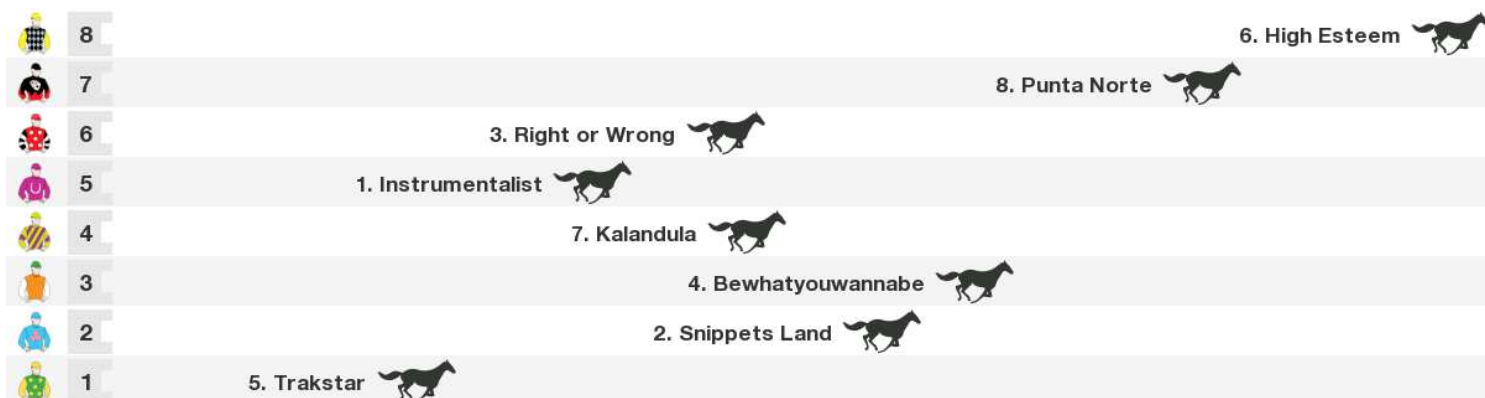 8 6. High Esteem
7 8. Punta Norte
6 3. Right or Wrong
5 1. Instrumentalist
4 7. Kalandula
3 4. Bewhatyouwannabe
2 2. Snippets Land
1 5. Trakstar